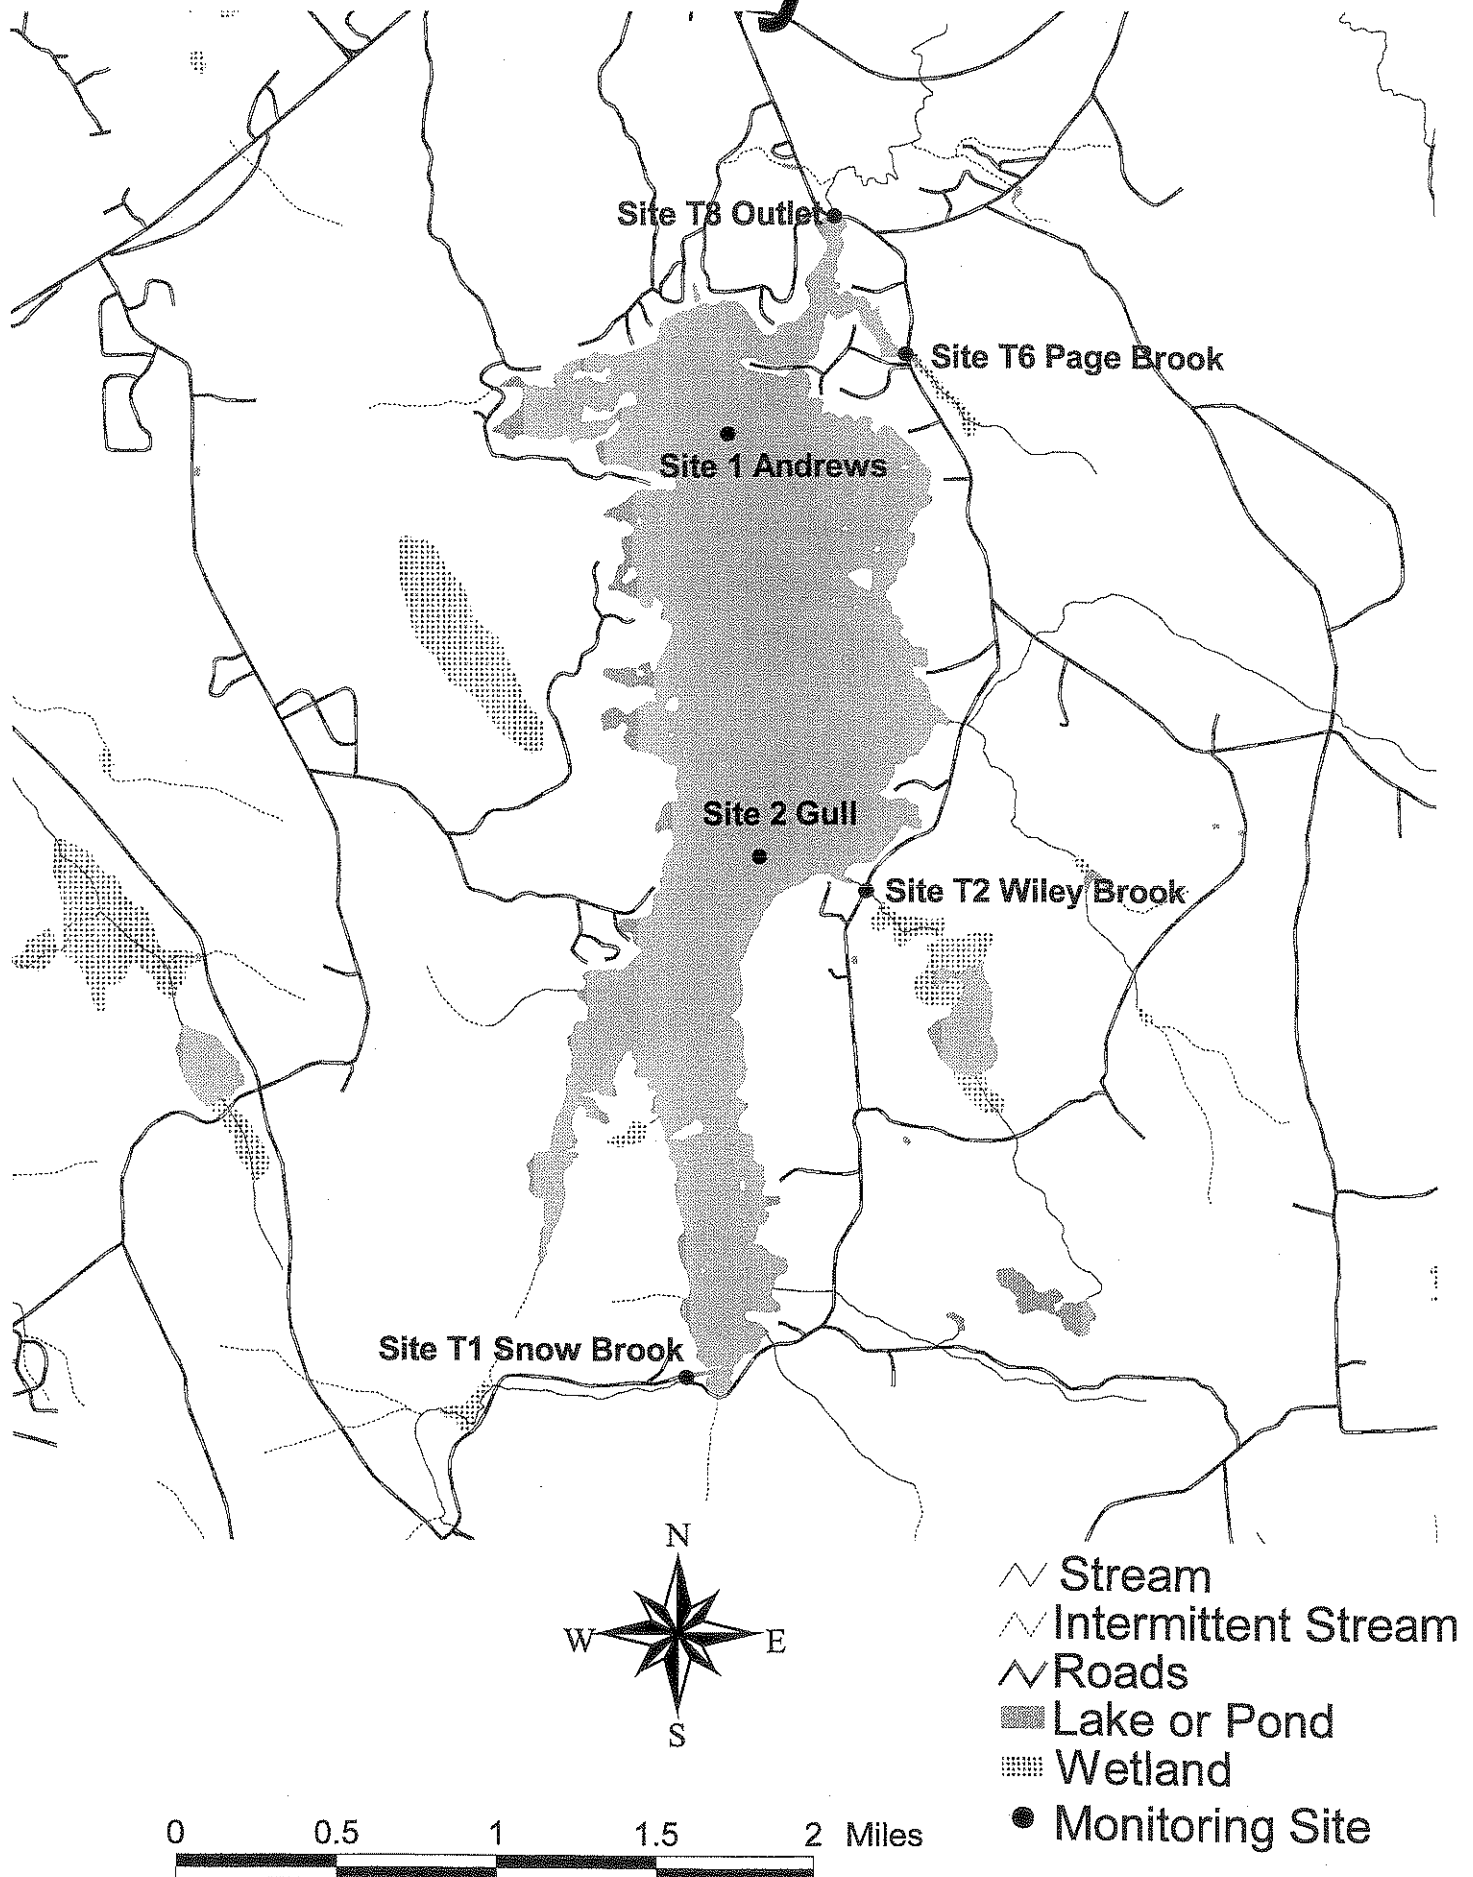 Site T8 Outlet
Site T6 Page Brook
Site 1 Andrews
Site 2 Gull
Site T2 Wiley Brook
Site T1 Snow Brook
N
W E
S
Stream
Intermittent Stream
Roads
Lake or Pond
Wetland
Monitoring Site
0 0.5 1 1.5 2 Miles